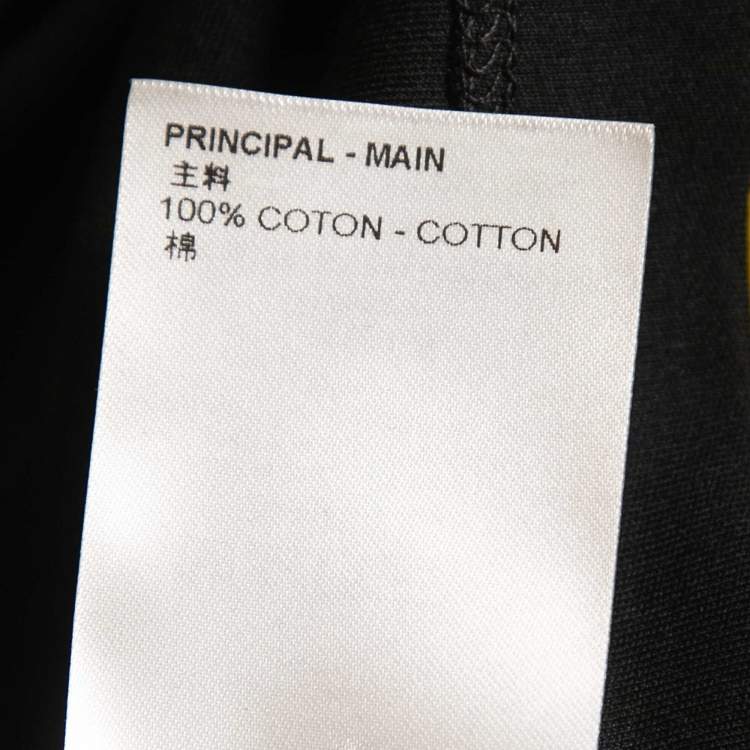 PRINCIPAL - MAIN
主料
100% COTON - COTTON
棉